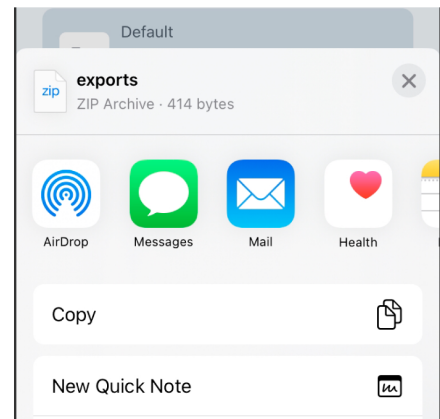 Default
zip
exports
ZIP Archive · 414 bytes
AirDrop
Messages
Mail
Health
Copy
New Quick Note